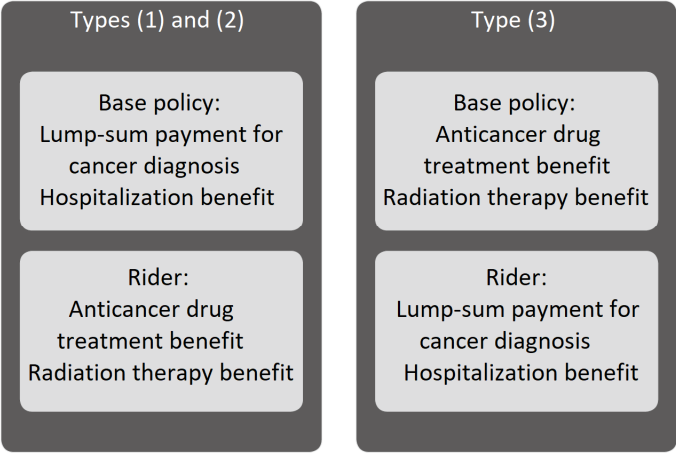 Types (1) and (2)
Base policy:
Lump-sum payment for
cancer diagnosis
Hospitalization benefit
Rider:
Anticancer drug
treatment benefit
Radiation therapy benefit
Type (3)
Base policy:
Anticancer drug
treatment benefit
Radiation therapy benefit
Rider:
Lump-sum payment for
cancer diagnosis
Hospitalization benefit